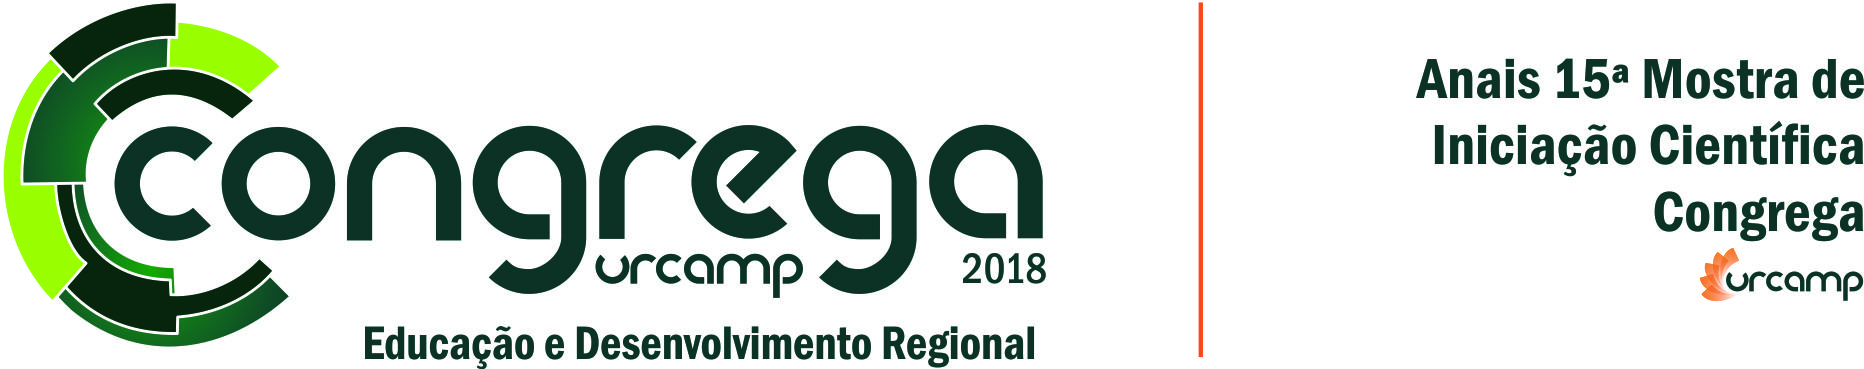 congrega
urcamp 2018
Educação e Desenvolvimento Regional
Anais 15ª Mostra de
Iniciação Científica
Congrega
urcamp